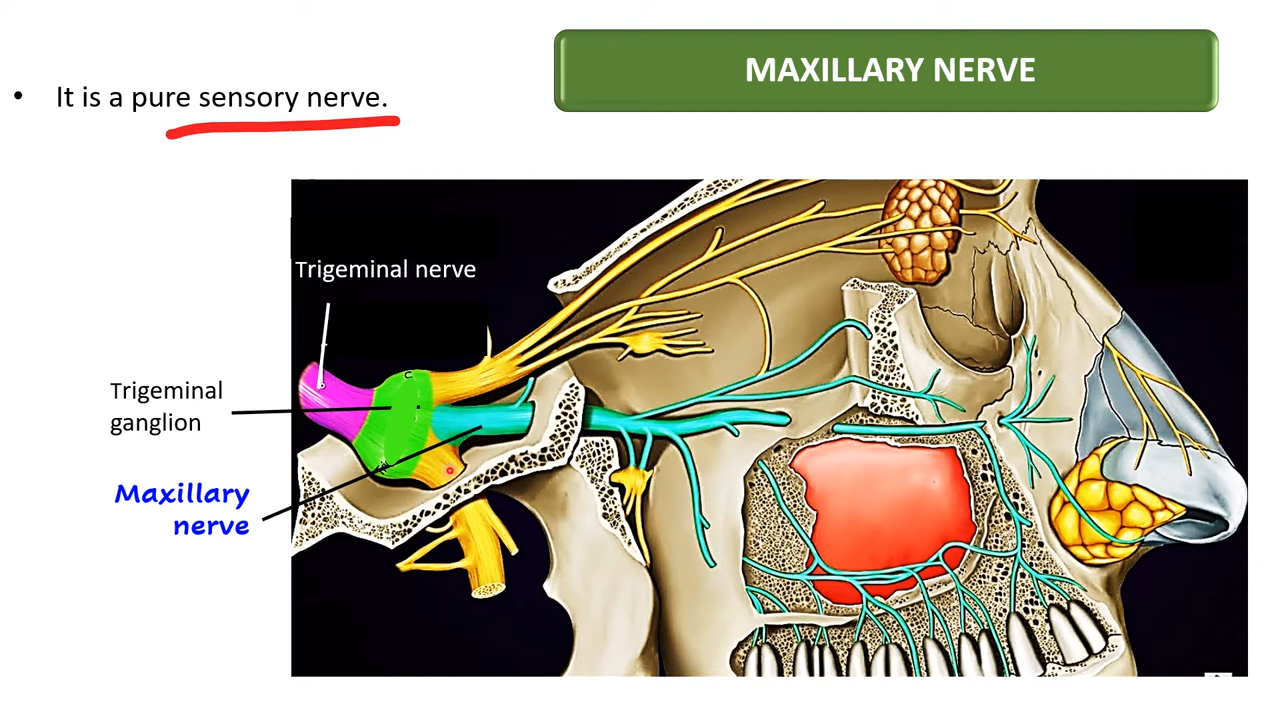 MAXILLARY NERVE
• It is a pure sensory nerve.
Trigeminal nerve
Trigeminal
ganglion
Maxillary
nerve